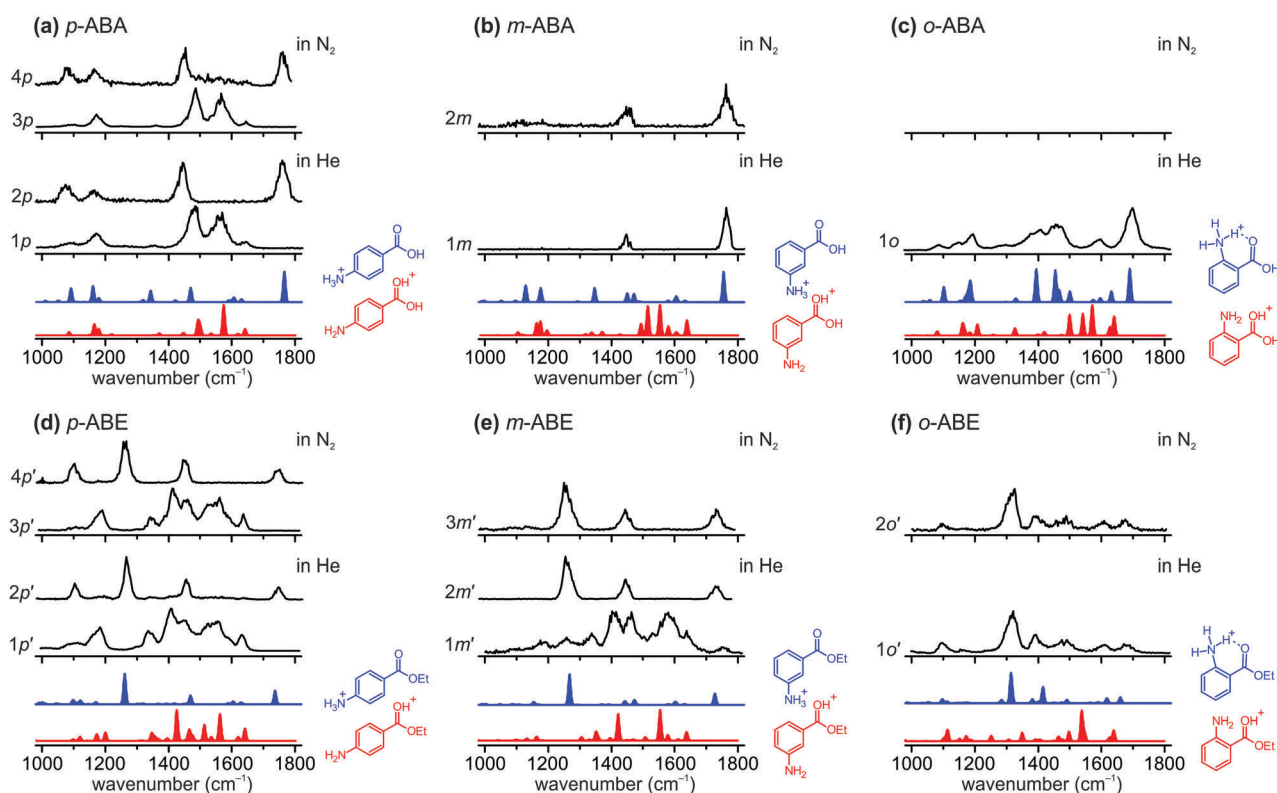 (a) p-ABA
in N₂
4p
3p
in He
2p
1p
O
OH
H₃N⁺
OH⁺
OH
H₂N
1000 1200 1400 1600 1800
wavenumber (cm⁻¹)
(b) m-ABA
in N₂
2m
in He
1m
O
OH
NH₃⁺
OH⁺
OH
NH₂
1000 1200 1400 1600 1800
wavenumber (cm⁻¹)
(c) o-ABA
in N₂
in He
1o
H
H N H⁺ O
OH
NH₂ OH⁺
OH
1000 1200 1400 1600 1800
wavenumber (cm⁻¹)
(d) p-ABE
in N₂
4p′
3p′
in He
2p′
1p′
O
OEt
H₃N⁺
OH⁺
OEt
H₂N
1000 1200 1400 1600 1800
wavenumber (cm⁻¹)
(e) m-ABE
in N₂
3m′
in He
2m′
1m′
O
OEt
NH₃⁺
OH⁺
OEt
NH₂
1000 1200 1400 1600 1800
wavenumber (cm⁻¹)
(f) o-ABE
in N₂
2o′
in He
1o′
H
H N H⁺ O
OEt
NH₂ OH⁺
OEt
1000 1200 1400 1600 1800
wavenumber (cm⁻¹)